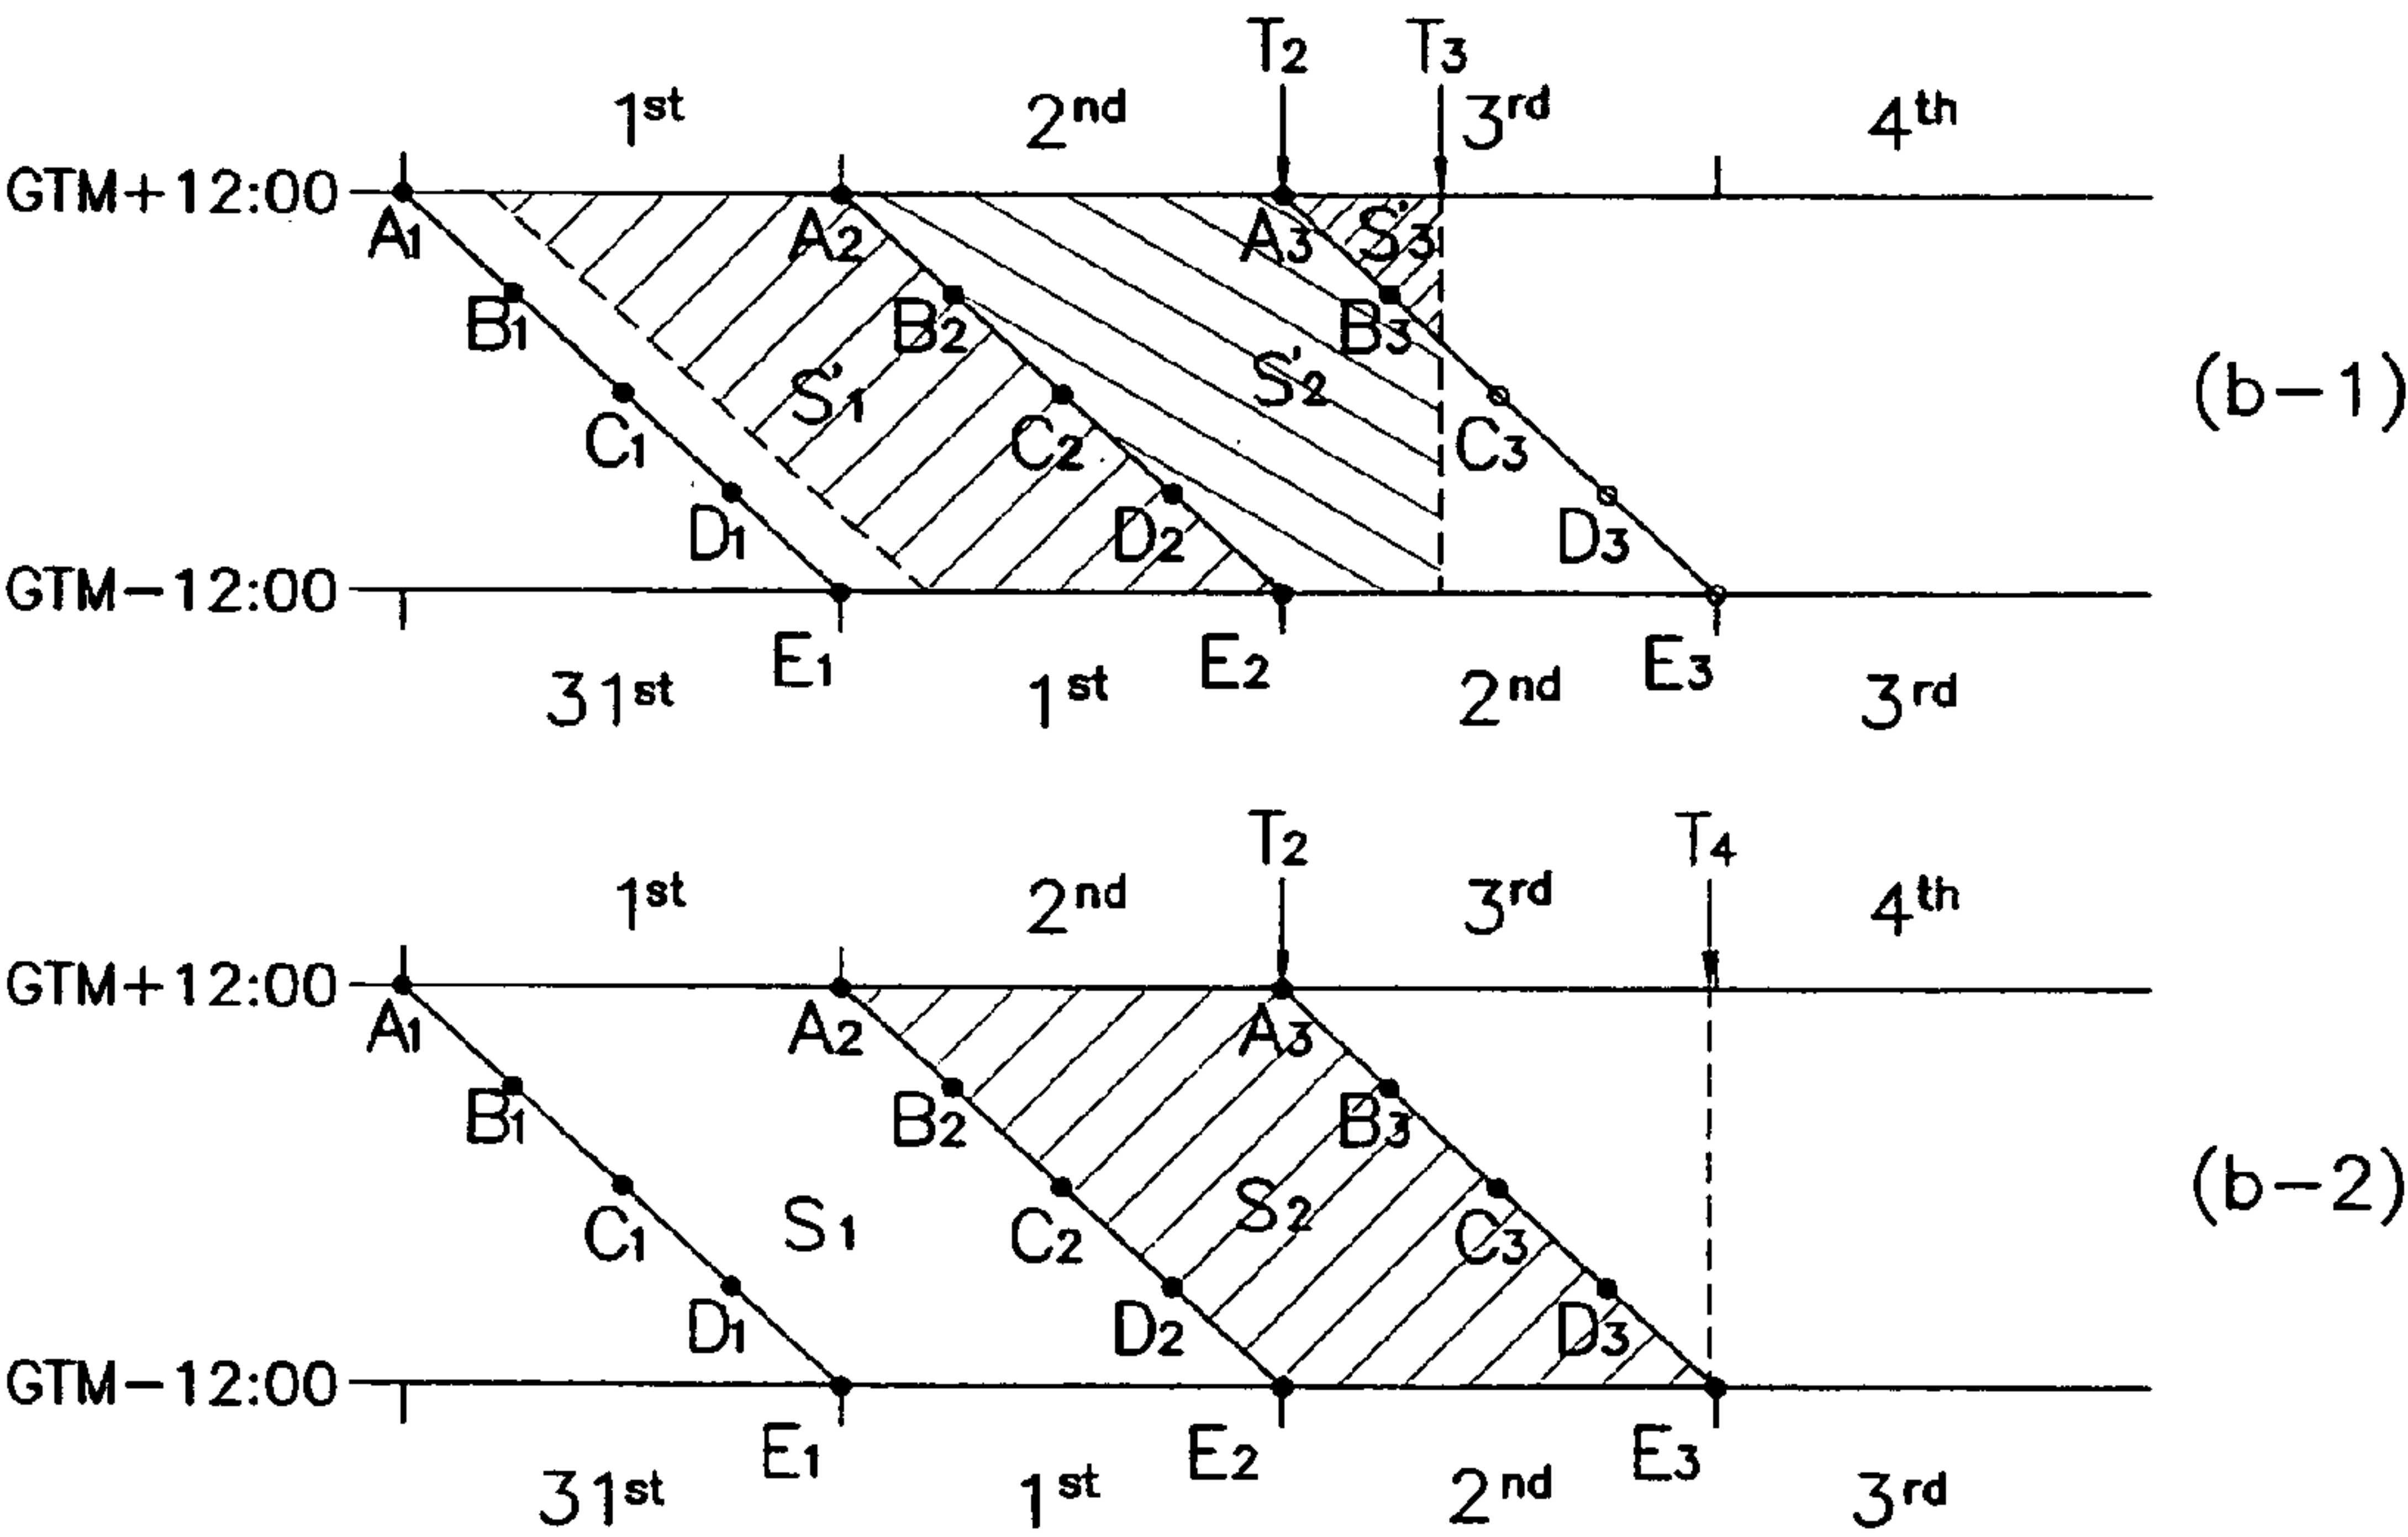 T2 T3
1st 2nd 3rd 4th
GTM+12:00
A1 A2 A3 S'3
B1 B2 B3
S'1 S'2 (b-1)
C1 C2 C3
D1 D2 D3
GTM-12:00
E1 E2 E3
31st 1st 2nd 3rd
T2 T4
1st 2nd 3rd 4th
GTM+12:00
A1 A2 A3
B1 B2 B3
S1 S2 (b-2)
C1 C2 C3
D1 D2 D3
GTM-12:00
E1 E2 E3
31st 1st 2nd 3rd